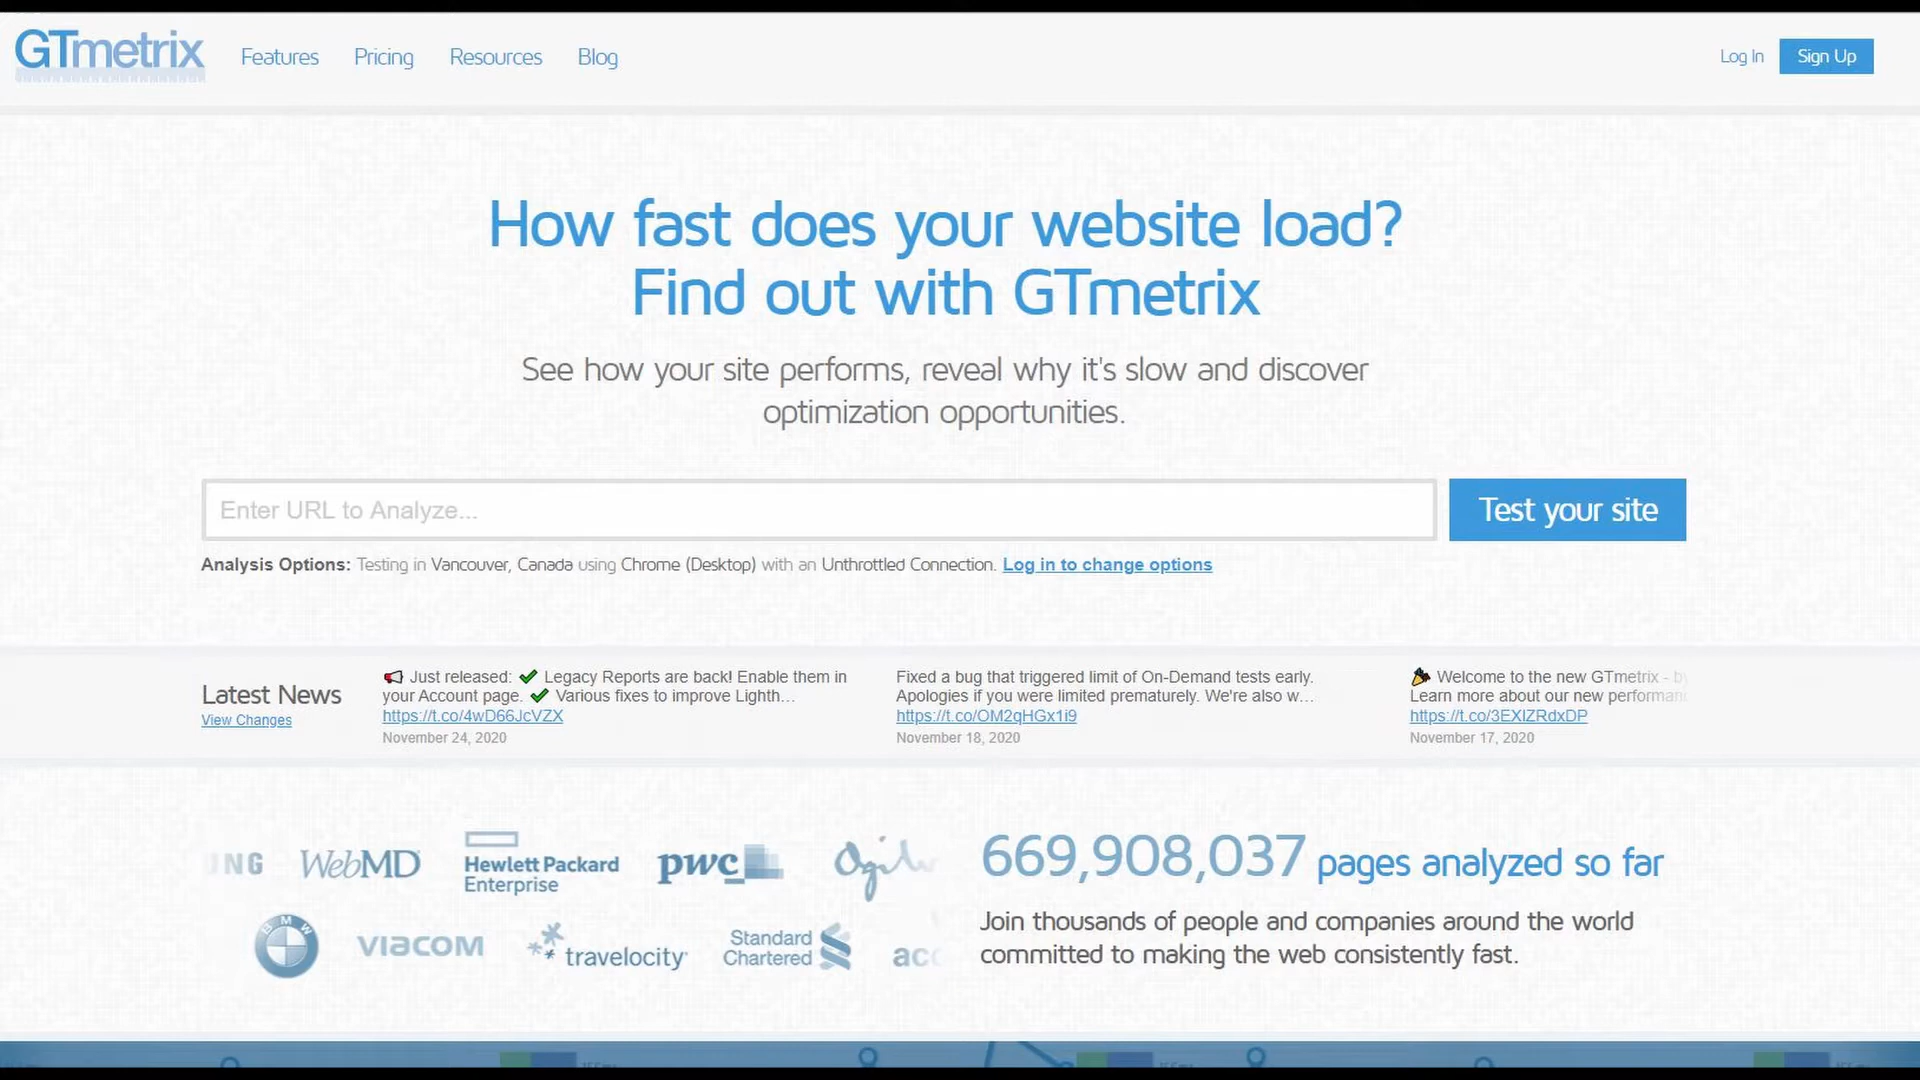 GTmetrix
Features
Pricing
Resources
Blog
Log In
Sign Up
How fast does your website load?
Find out with GTmetrix
See how your site performs, reveal why it's slow and discover
optimization opportunities.
Enter URL to Analyze...
Test your site
Analysis Options: Testing in Vancouver, Canada using Chrome (Desktop) with an Unthrottled Connection. Log in to change options
Latest News
View Changes
📢 Just released: ✔ Legacy Reports are back! Enable them in
your Account page. ✔ Various fixes to improve Lighth...
https://t.co/4wD66JcVZX
November 24, 2020
Fixed a bug that triggered limit of On-Demand tests early.
Apologies if you were limited prematurely. We're also w...
https://t.co/OM2qHGx1i9
November 18, 2020
🎉 Welcome to the new GTmetrix - by
Learn more about our new performan
https://t.co/3EXIZRdxDP
November 17, 2020
WebMD
Hewlett Packard
Enterprise
pwc
BMW
VIACOM
travelocity
Standard
Chartered
669,908,037 pages analyzed so far
Join thousands of people and companies around the world
committed to making the web consistently fast.